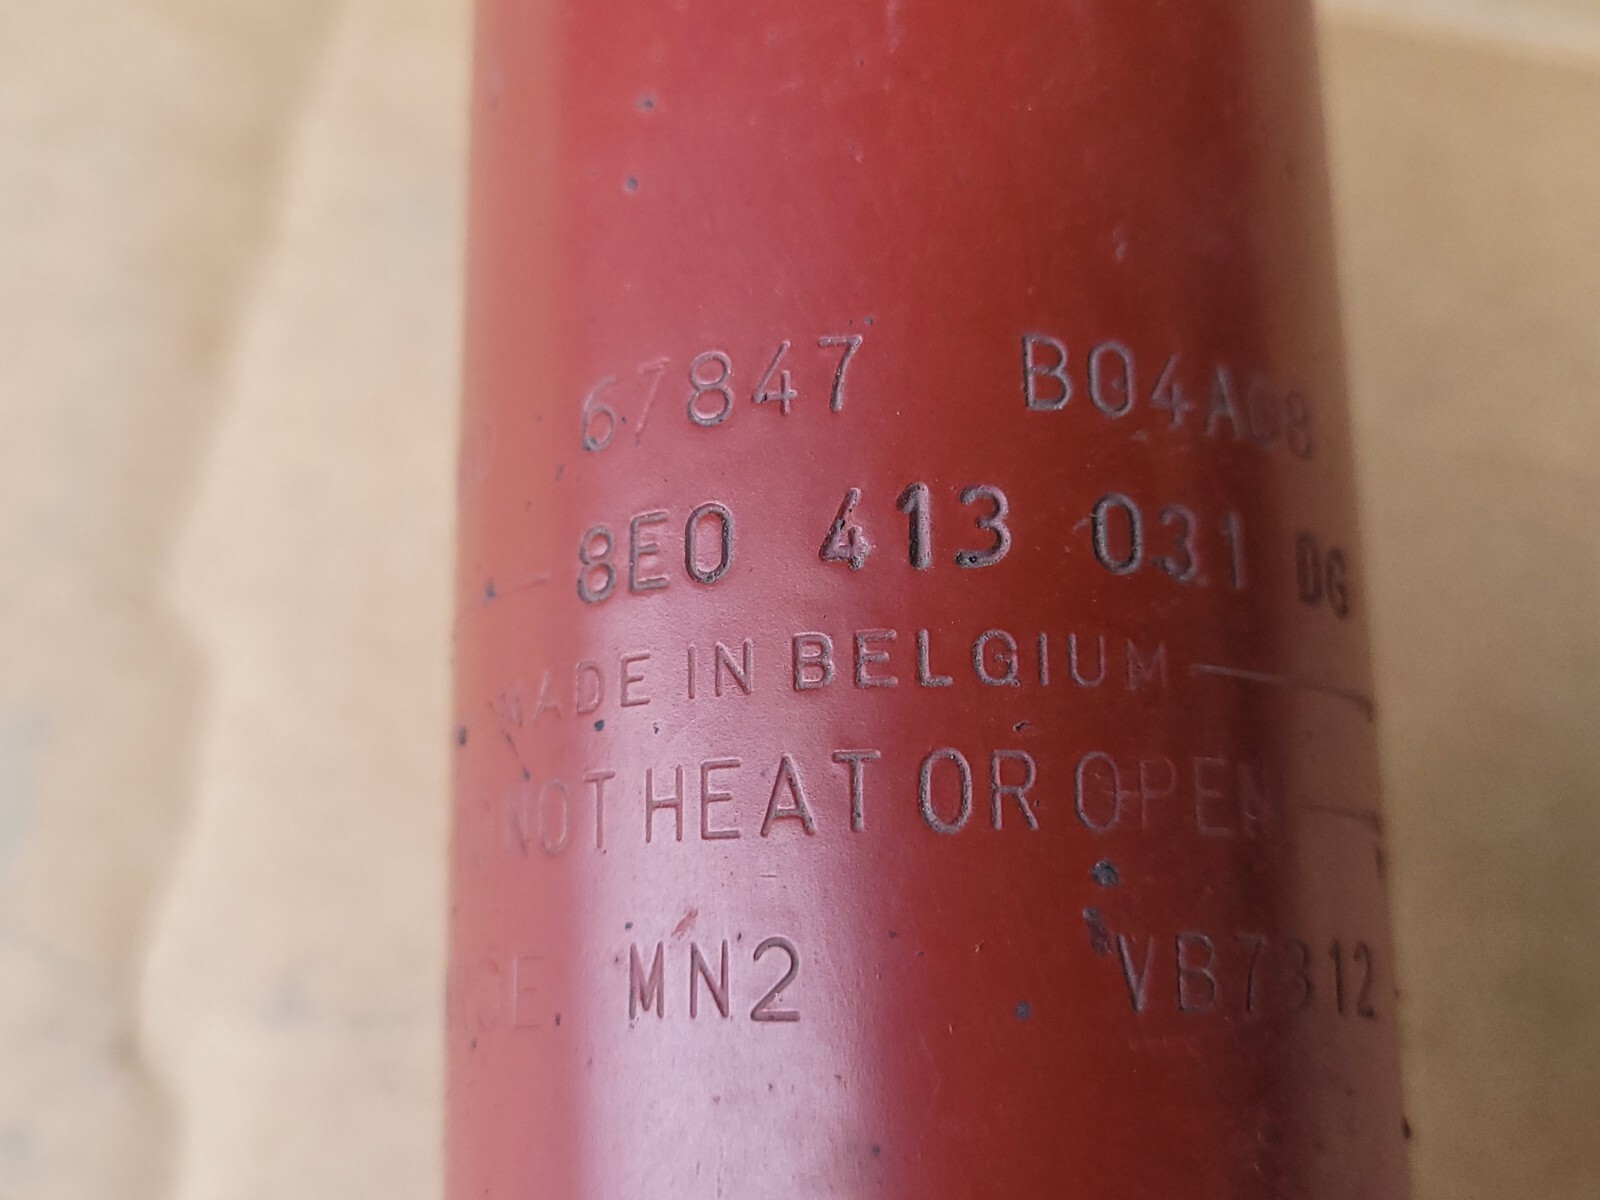 67847 B04A08
8E0 413 031 DG
MADE IN BELGIUM
NOT HEAT OR OPEN
MN2 VB7312